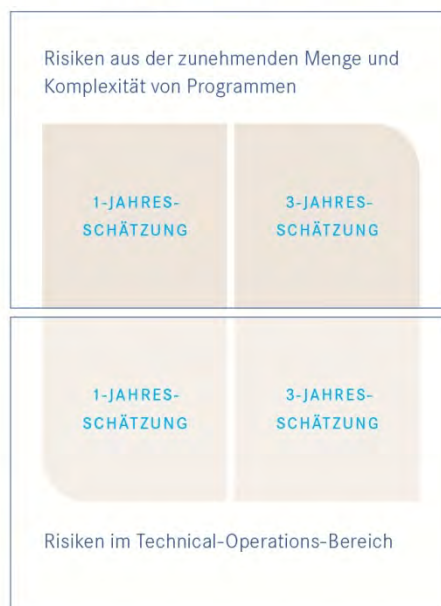 Risiken aus der zunehmenden Menge und
Komplexität von Programmen
1-JAHRES-
SCHÄTZUNG
3-JAHRES-
SCHÄTZUNG
1-JAHRES-
SCHÄTZUNG
3-JAHRES-
SCHÄTZUNG
Risiken im Technical-Operations-Bereich